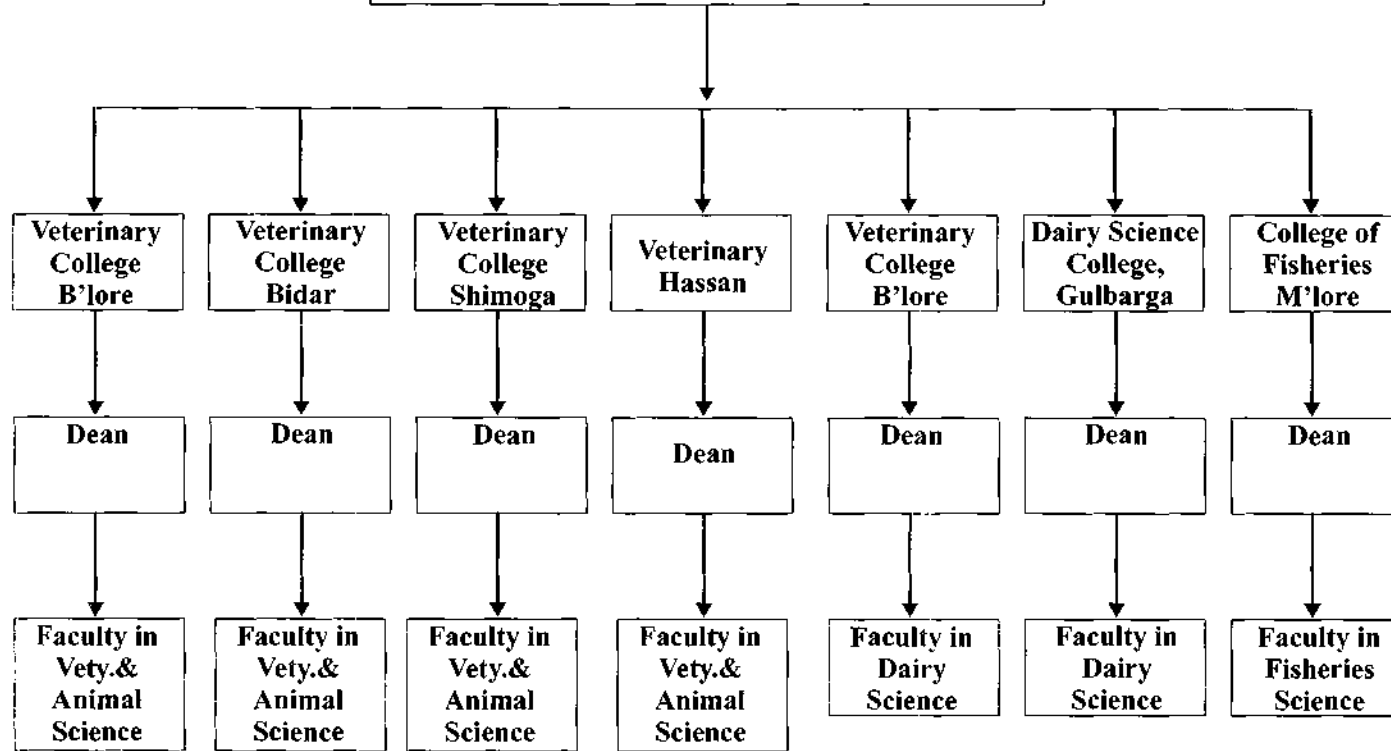 Veterinary
College
B'lore
Veterinary
College
Bidar
Veterinary
College
Shimoga
Veterinary
Hassan
Veterinary
College
B'lore
Dairy Science
College,
Gulbarga
College of
Fisheries
M'lore
Dean
Dean
Dean
Dean
Dean
Dean
Dean
Faculty in
Vety.&
Animal
Science
Faculty in
Vety.&
Animal
Science
Faculty in
Vety.&
Animal
Science
Faculty in
Vety.&
Animal
Science
Faculty in
Dairy
Science
Faculty in
Dairy
Science
Faculty in
Fisheries
Science